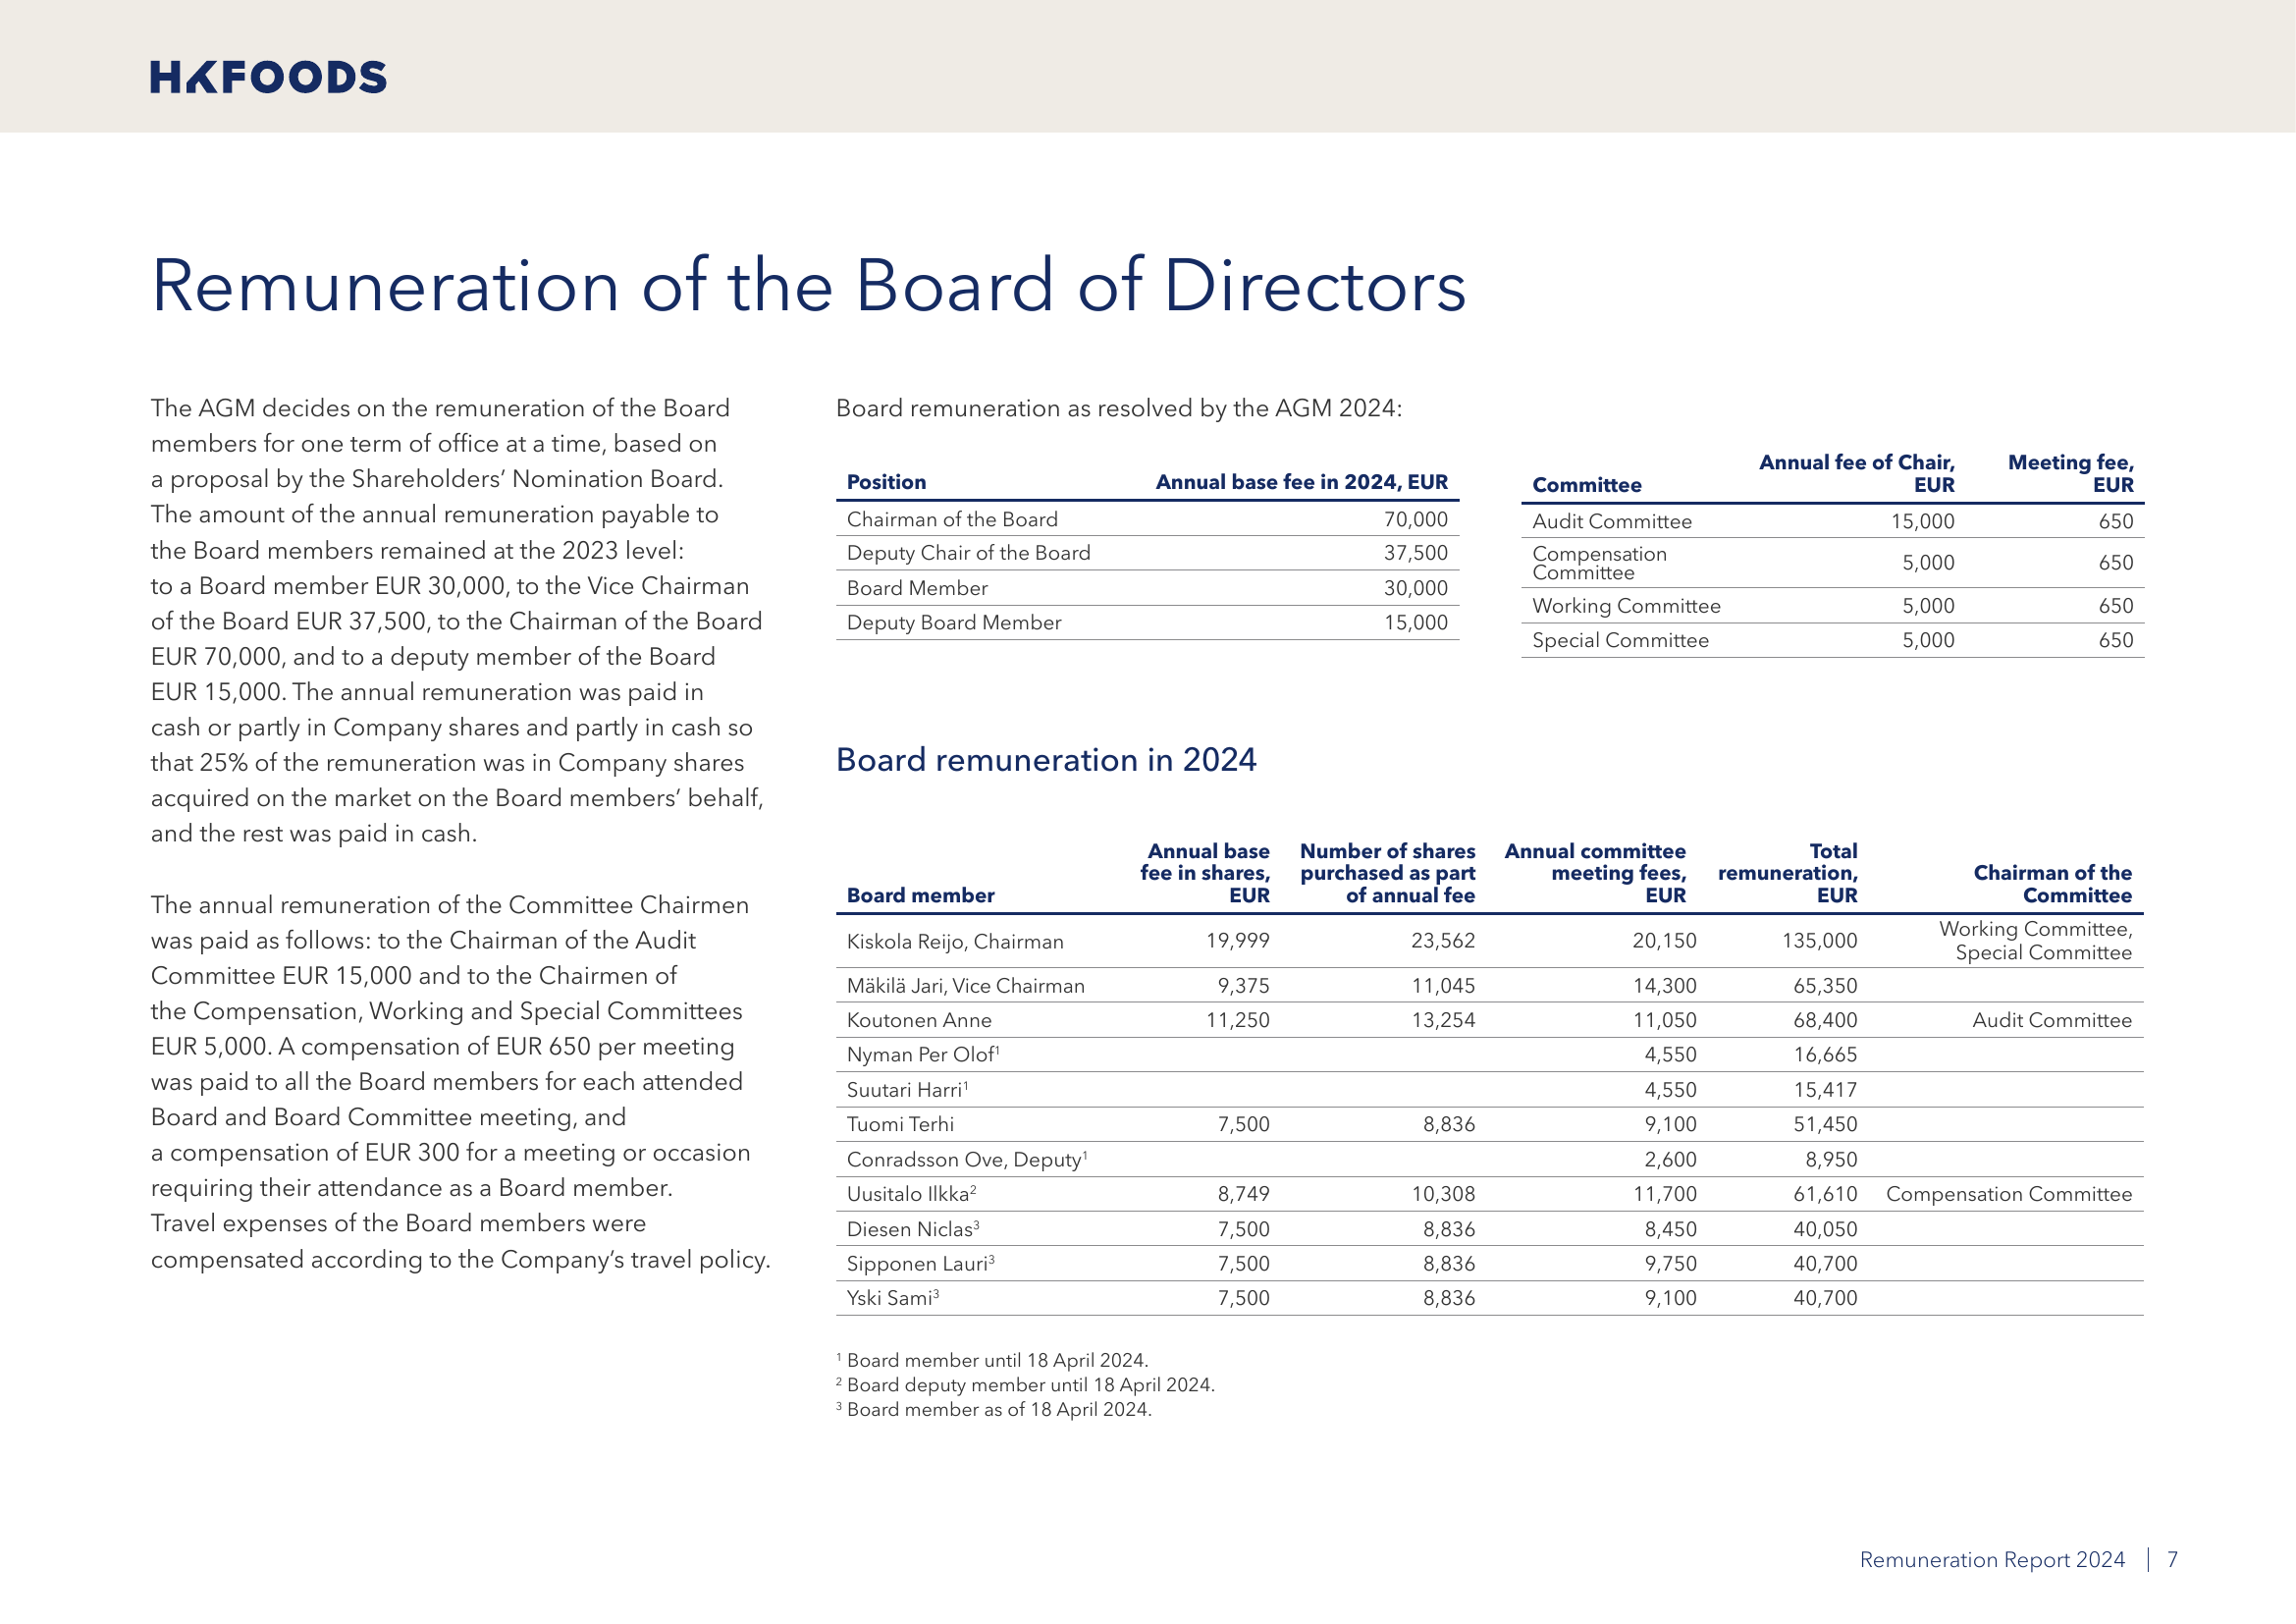 HKFOODS
Remuneration of the Board of Directors
The AGM decides on the remuneration of the Board
members for one term of office at a time, based on
a proposal by the Shareholders’ Nomination Board.
The amount of the annual remuneration payable to
the Board members remained at the 2023 level:
to a Board member EUR 30,000, to the Vice Chairman
of the Board EUR 37,500, to the Chairman of the Board
EUR 70,000, and to a deputy member of the Board
EUR 15,000. The annual remuneration was paid in
cash or partly in Company shares and partly in cash so
that 25% of the remuneration was in Company shares
acquired on the market on the Board members’ behalf,
and the rest was paid in cash.
The annual remuneration of the Committee Chairmen
was paid as follows: to the Chairman of the Audit
Committee EUR 15,000 and to the Chairmen of
the Compensation, Working and Special Committees
EUR 5,000. A compensation of EUR 650 per meeting
was paid to all the Board members for each attended
Board and Board Committee meeting, and
a compensation of EUR 300 for a meeting or occasion
requiring their attendance as a Board member.
Travel expenses of the Board members were
compensated according to the Company’s travel policy.
Board remuneration as resolved by the AGM 2024:
Position Annual base fee in 2024, EUR
Chairman of the Board 70,000
Deputy Chair of the Board 37,500
Board Member 30,000
Deputy Board Member 15,000
Annual fee of Chair, Meeting fee,
Committee EUR EUR
Audit Committee 15,000 650
Compensation
Committee 5,000 650
Working Committee 5,000 650
Special Committee 5,000 650
Board remuneration in 2024
Annual base Number of shares Annual committee Total
fee in shares, purchased as part meeting fees, remuneration, Chairman of the
Board member EUR of annual fee EUR EUR Committee
Kiskola Reijo, Chairman 19,999 23,562 20,150 135,000 Working Committee,
Special Committee
Mäkilä Jari, Vice Chairman 9,375 11,045 14,300 65,350
Koutonen Anne 11,250 13,254 11,050 68,400 Audit Committee
Nyman Per Olof¹ 4,550 16,665
Suutari Harri¹ 4,550 15,417
Tuomi Terhi 7,500 8,836 9,100 51,450
Conradsson Ove, Deputy¹ 2,600 8,950
Uusitalo Ilkka² 8,749 10,308 11,700 61,610 Compensation Committee
Diesen Niclas³ 7,500 8,836 8,450 40,050
Sipponen Lauri³ 7,500 8,836 9,750 40,700
Yski Sami³ 7,500 8,836 9,100 40,700
¹ Board member until 18 April 2024.
² Board deputy member until 18 April 2024.
³ Board member as of 18 April 2024.
Remuneration Report 2024 | 7